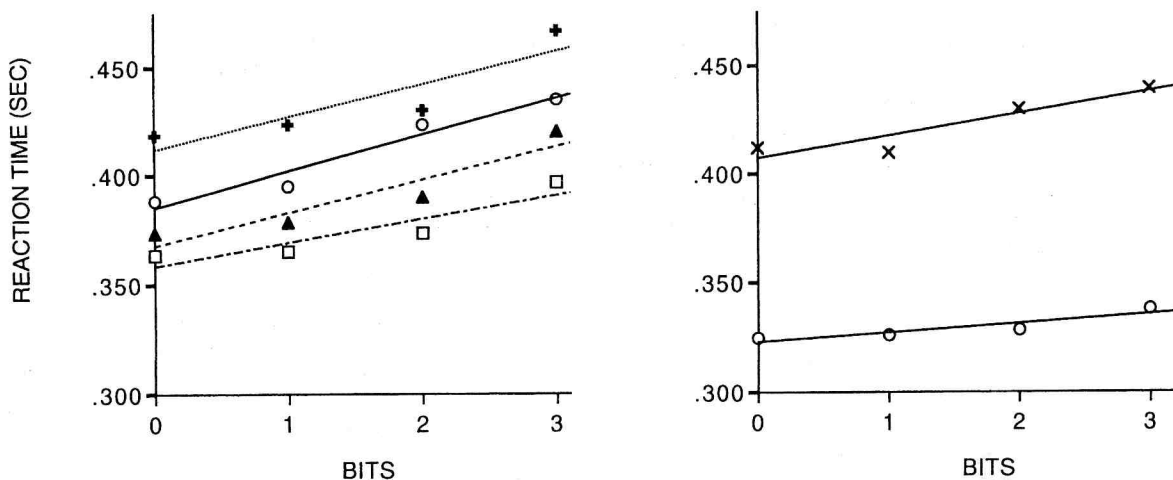 REACTION TIME (SEC)
.450
.400
.350
.300
0 1 2 3
BITS
.450
.400
.350
.300
0 1 2 3
BITS